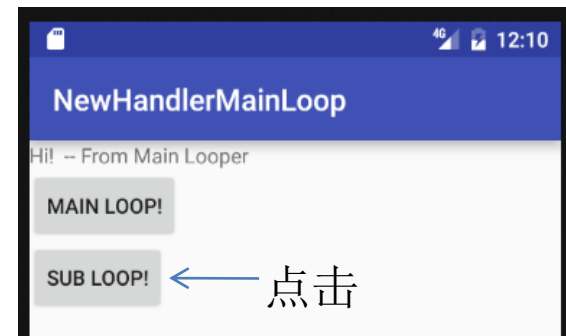 4G 12:10
NewHandlerMainLoop
Hi! -- From Main Looper
MAIN LOOP!
SUB LOOP! 点击